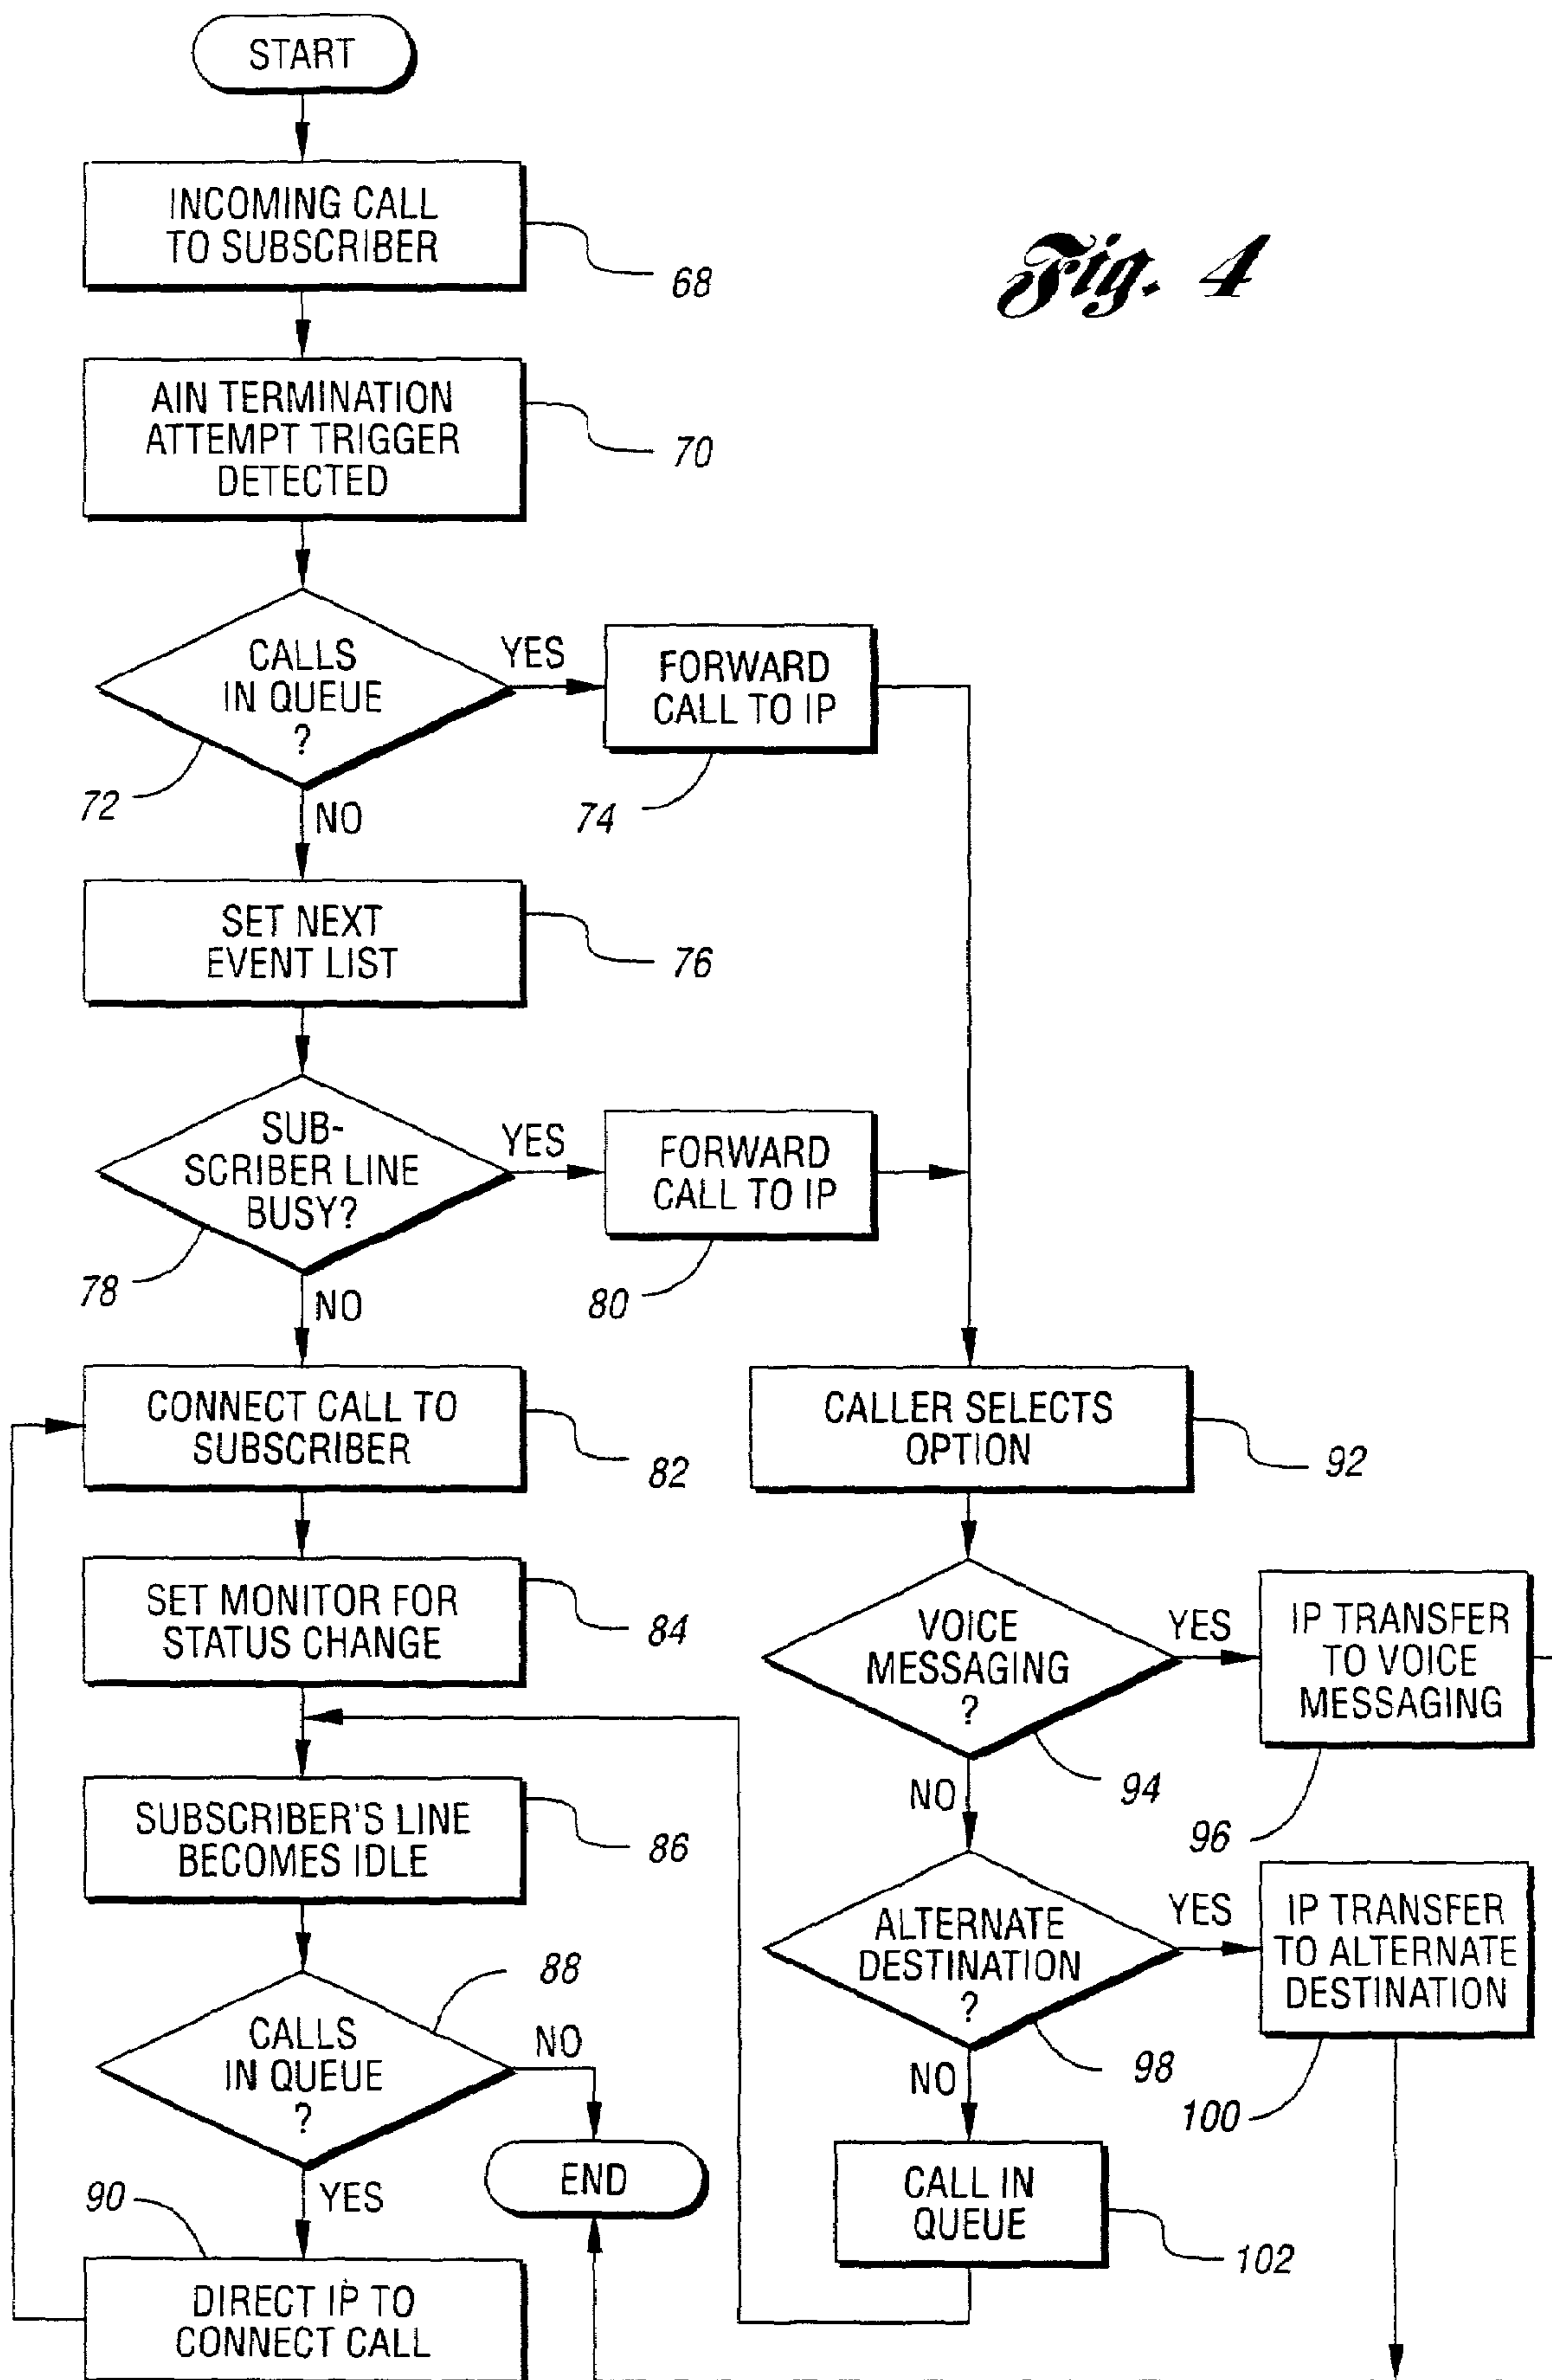 START
INCOMING CALL
TO SUBSCRIBER
68
Fig. 4
AIN TERMINATION
ATTEMPT TRIGGER
DETECTED
70
CALLS
IN QUEUE
?
72
YES
FORWARD
CALL TO IP
74
NO
SET NEXT
EVENT LIST
76
SUB-
SCRIBER LINE
BUSY?
78
YES
FORWARD
CALL TO IP
80
NO
CONNECT CALL TO
SUBSCRIBER
82
CALLER SELECTS
OPTION
92
SET MONITOR FOR
STATUS CHANGE
84
VOICE
MESSAGING
?
94
YES
IP TRANSFER
TO VOICE
MESSAGING
96
NO
SUBSCRIBER'S LINE
BECOMES IDLE
86
ALTERNATE
DESTINATION
?
98
YES
IP TRANSFER
TO ALTERNATE
DESTINATION
100
NO
CALLS
IN QUEUE
?
88
NO
END
YES
CALL IN
QUEUE
102
90
DIRECT IP TO
CONNECT CALL